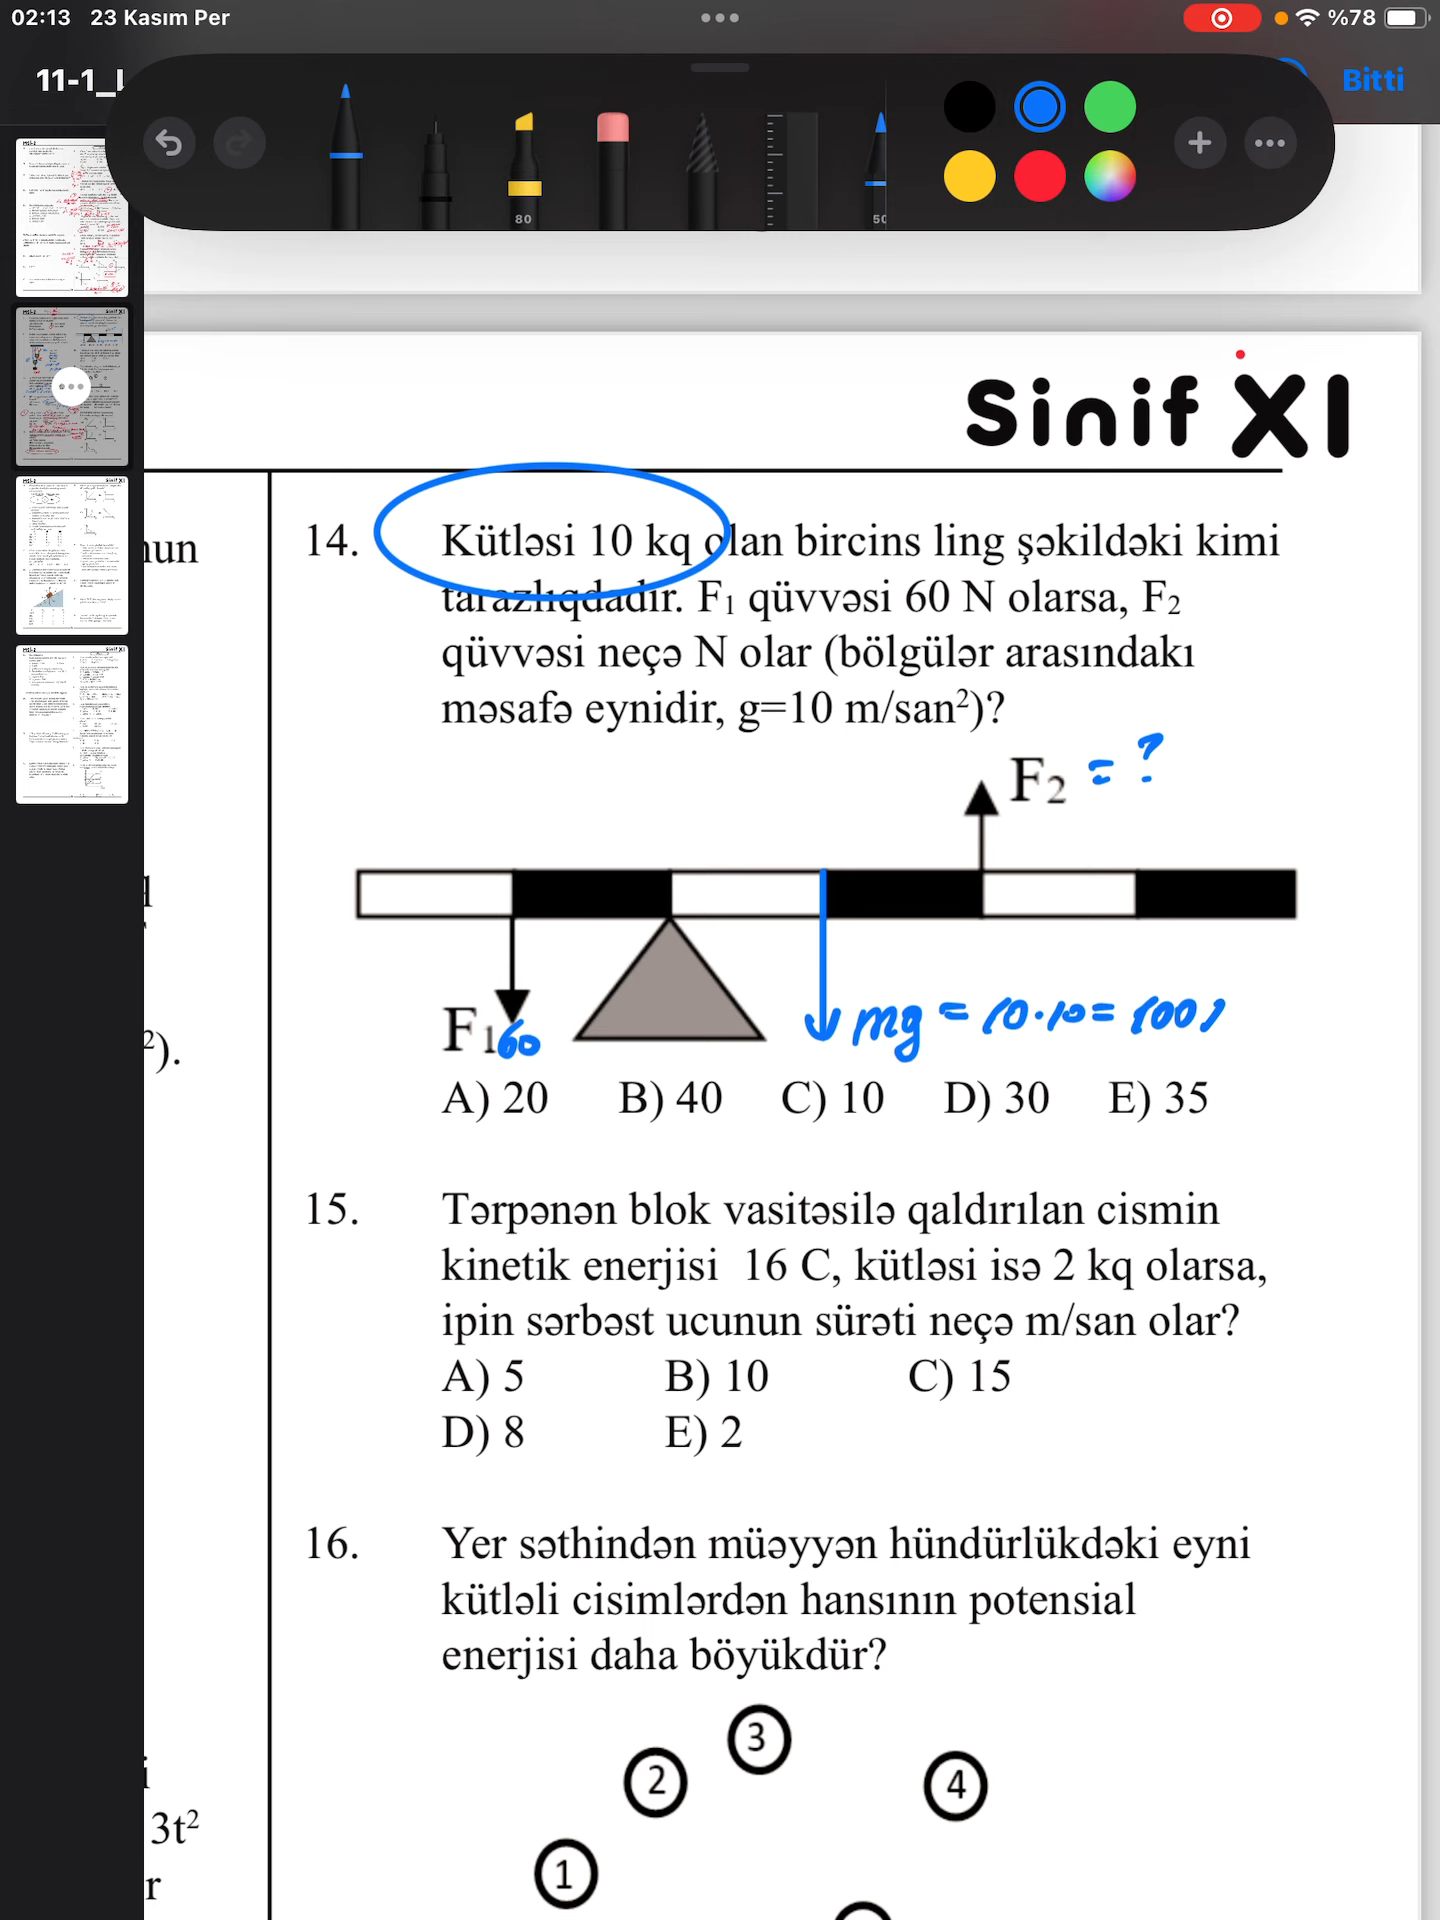 02:13 23 Kasım Per
%78
11-1_
Bitti
80
50
Sinif XI
nun
14. Kütləsi 10 kq olan bircins ling şəkildəki kimi
tarazlıqdadır. F₁ qüvvəsi 60 N olarsa, F₂
qüvvəsi neçə N olar (bölgülər arasındakı
məsafə eynidir, g=10 m/san²)?
F₂ = ?
F₁ 60
mg = 10·10 = 100
A) 20 B) 40 C) 10 D) 30 E) 35
²).
15. Tərpənən blok vasitəsilə qaldırılan cismin
kinetik enerjisi 16 C, kütləsi isə 2 kq olarsa,
ipin sərbəst ucunun sürəti neçə m/san olar?
A) 5 B) 10 C) 15
D) 8 E) 2
16. Yer səthindən müəyyən hündürlükdəki eyni
kütləli cisimlərdən hansının potensial
enerjisi daha böyükdür?
3
2
4
1
3t²
r